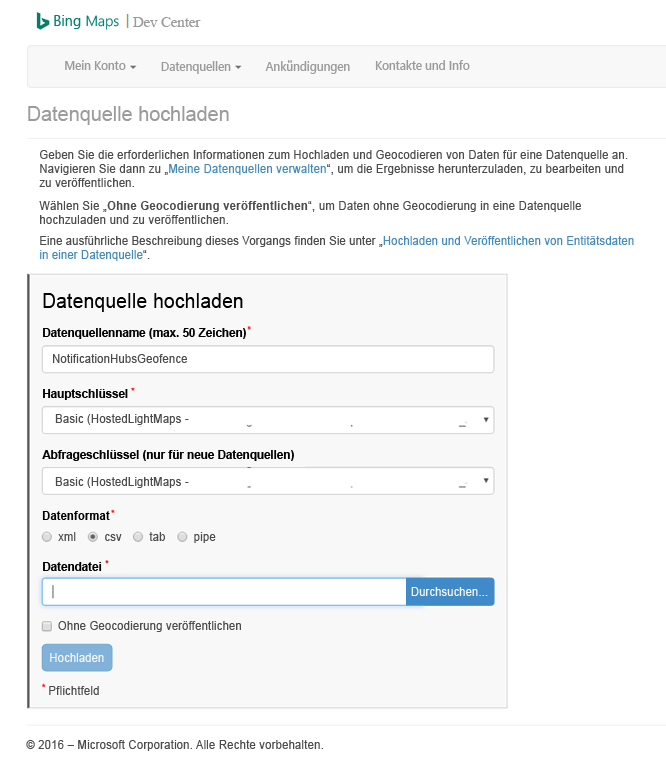 Bing Maps | Dev Center
Mein Konto Datenquellen Ankündigungen Kontakte und Info
Datenquelle hochladen
Geben Sie die erforderlichen Informationen zum Hochladen und Geocodieren von Daten für eine Datenquelle an.
Navigieren Sie dann zu „Meine Datenquellen verwalten“, um die Ergebnisse herunterzuladen, zu bearbeiten und
zu veröffentlichen.
Wählen Sie „Ohne Geocodierung veröffentlichen“, um Daten ohne Geocodierung in eine Datenquelle
hochzuladen und zu veröffentlichen.
Eine ausführliche Beschreibung dieses Vorgangs finden Sie unter „Hochladen und Veröffentlichen von Entitätsdaten
in einer Datenquelle“.
Datenquelle hochladen
Datenquellenname (max. 50 Zeichen)*
NotificationHubsGeofence
Hauptschlüssel *
Basic (HostedLightMaps -
Abfrageschlüssel (nur für neue Datenquellen)
Basic (HostedLightMaps -
Datenformat*
xml csv tab pipe
Datendatei *
Durchsuchen...
Ohne Geocodierung veröffentlichen
Hochladen
* Pflichtfeld
© 2016 – Microsoft Corporation. Alle Rechte vorbehalten.